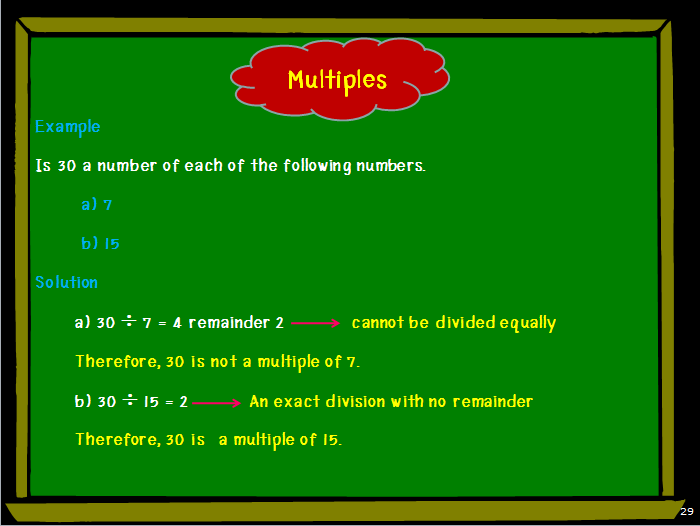 Multiples
Example
Is 30 a number of each of the following numbers.
a) 7
b) 15
Solution
a) 30 ÷ 7 = 4 remainder 2 ⟶ cannot be divided equally
Therefore, 30 is not a multiple of 7.
b) 30 ÷ 15 = 2 ⟶ An exact division with no remainder
Therefore, 30 is a multiple of 15.
29